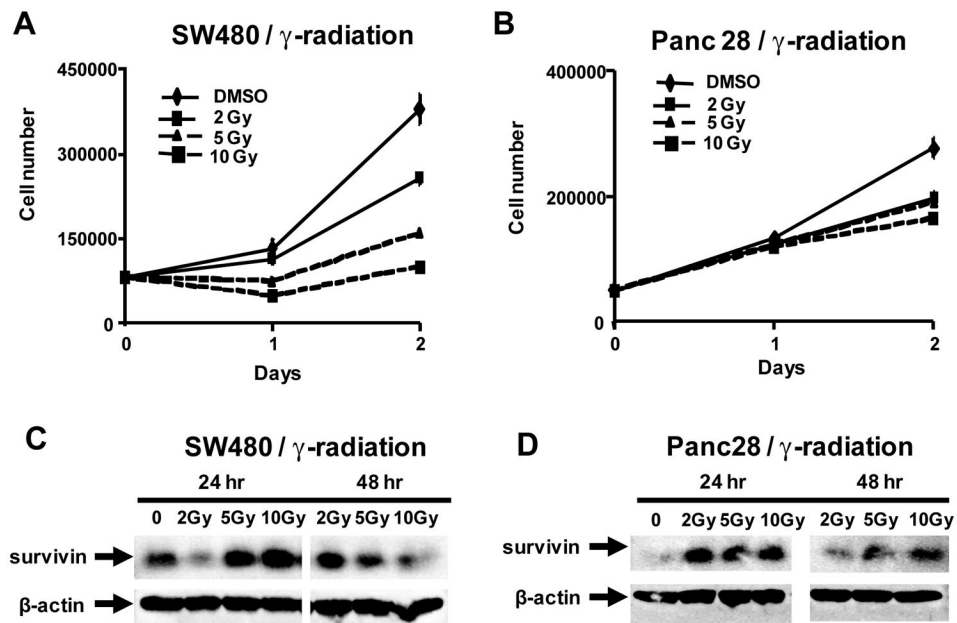 A
SW480 / γ-radiation
450000
300000
150000
0
Cell number
DMSO
2 Gy
5 Gy
10 Gy
0
1
2
Days
B
Panc 28 / γ-radiation
400000
200000
0
Cell number
DMSO
2 Gy
5 Gy
10 Gy
0
1
2
Days
C
SW480 / γ-radiation
24 hr 48 hr
0 2Gy 5Gy 10Gy 2Gy 5Gy 10Gy
survivin
β-actin
D
Panc28 / γ-radiation
24 hr 48 hr
0 2Gy 5Gy 10Gy 2Gy 5Gy 10Gy
survivin
β-actin